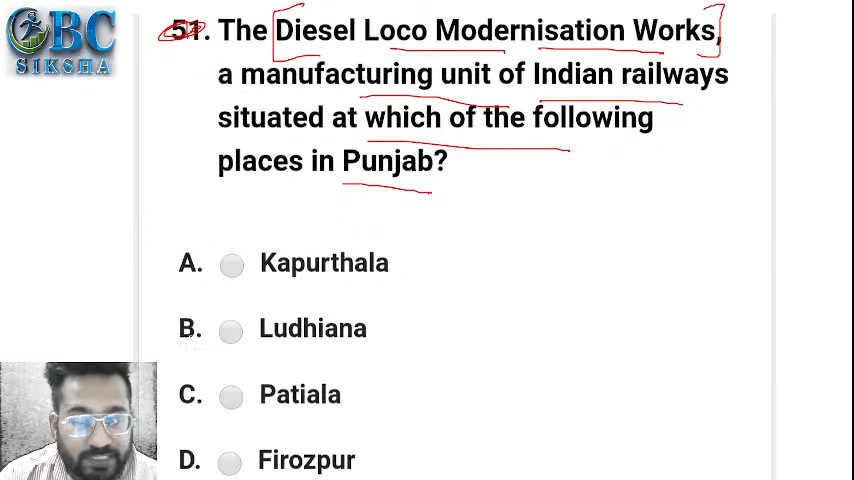 OBC
SIKSHA
51. The Diesel Loco Modernisation Works,
a manufacturing unit of Indian railways
situated at which of the following
places in Punjab?
A. Kapurthala
B. Ludhiana
C. Patiala
D. Firozpur